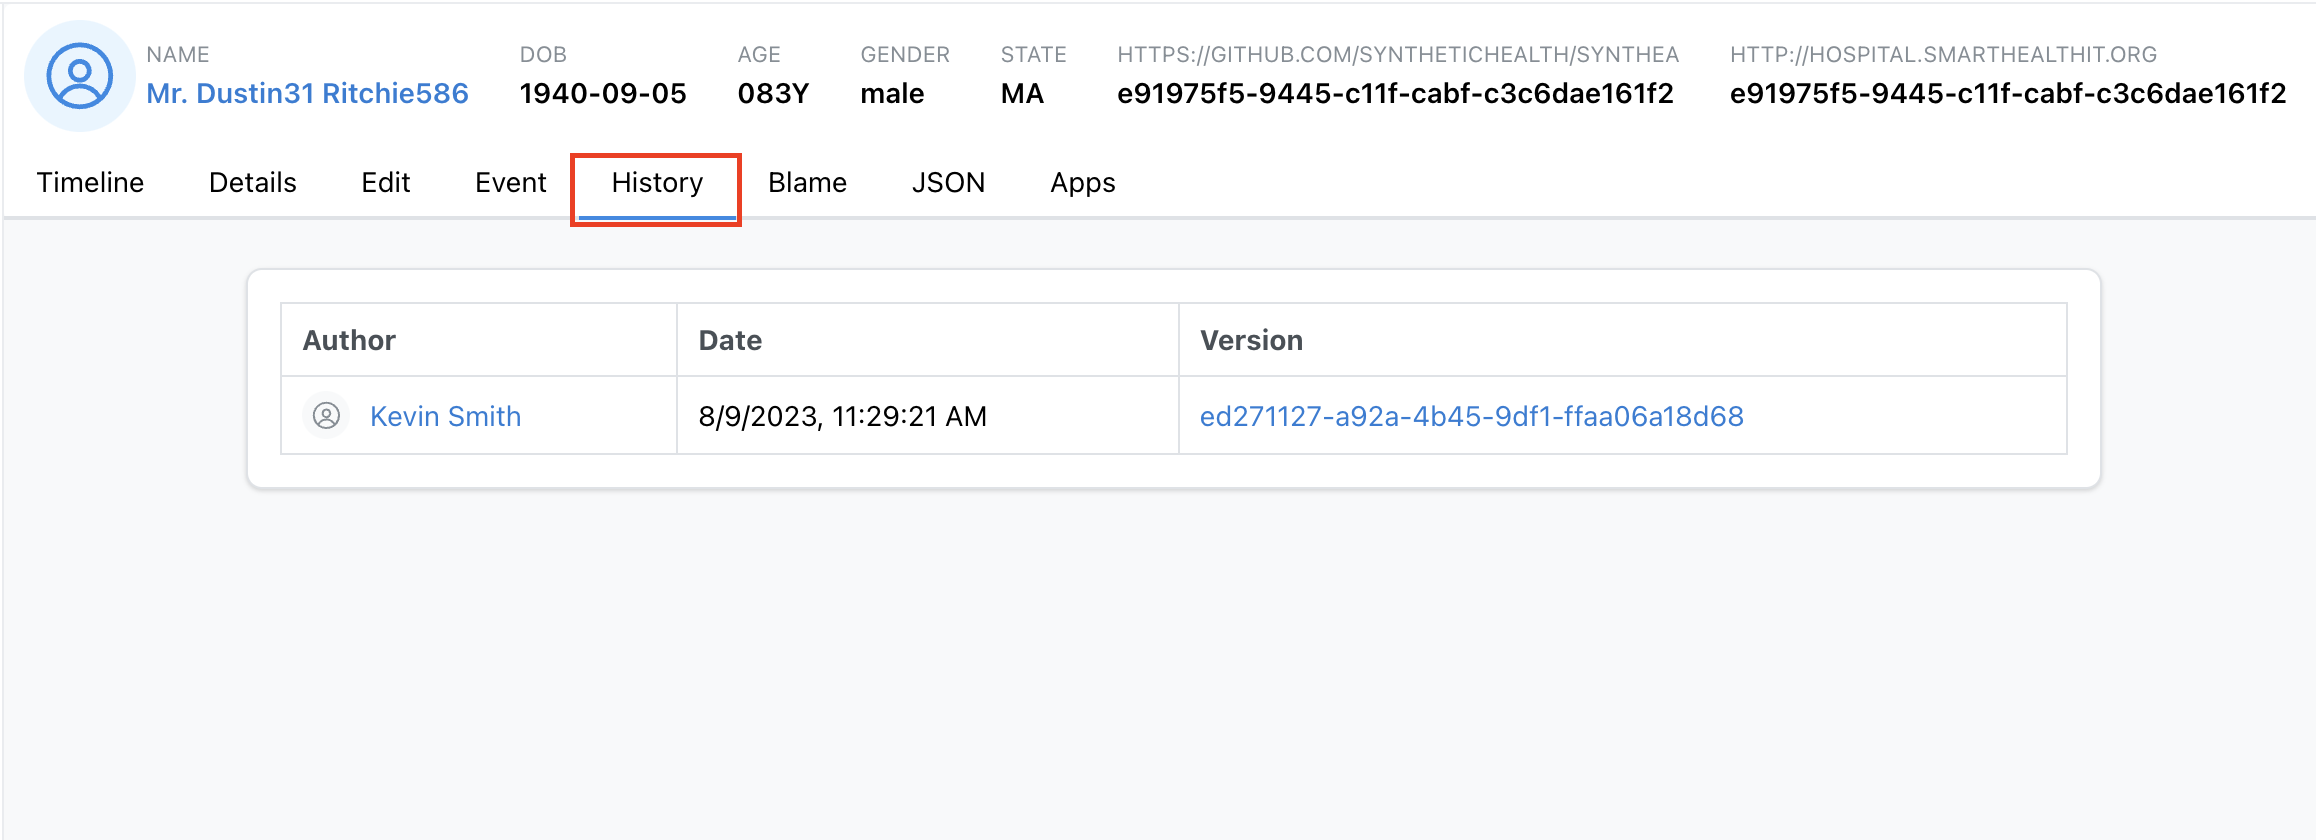 NAME DOB AGE GENDER STATE HTTPS://GITHUB.COM/SYNTHETICHEALTH/SYNTHEA HTTP://HOSPITAL.SMARTHEALTHIT.ORG
Mr. Dustin31 Ritchie586 1940-09-05 083Y male MA e91975f5-9445-c11f-cabf-c3c6dae161f2 e91975f5-9445-c11f-cabf-c3c6dae161f2
Timeline Details Edit Event History Blame JSON Apps
Author Date Version
Kevin Smith 8/9/2023, 11:29:21 AM ed271127-a92a-4b45-9df1-ffaa06a18d68